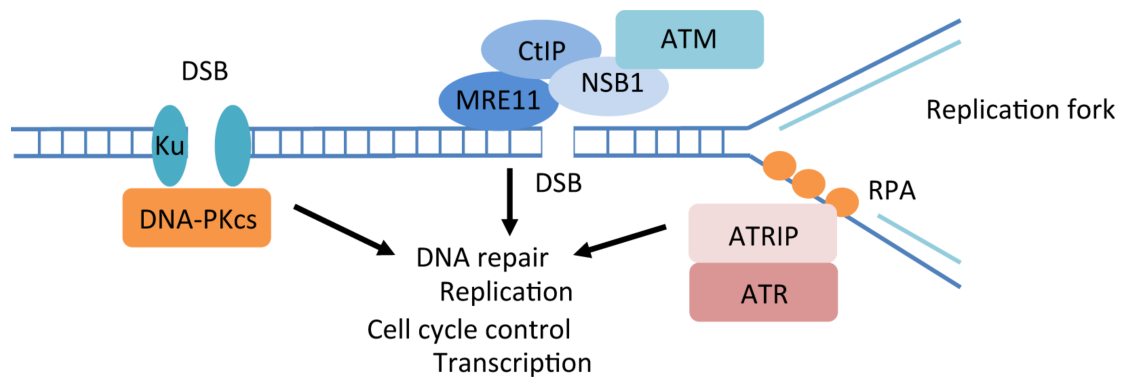 DSB
Ku
DNA-PKcs
CtIP
ATM
MRE11
NSB1
DSB
Replication fork
RPA
ATRIP
ATR
DNA repair
Replication
Cell cycle control
Transcription